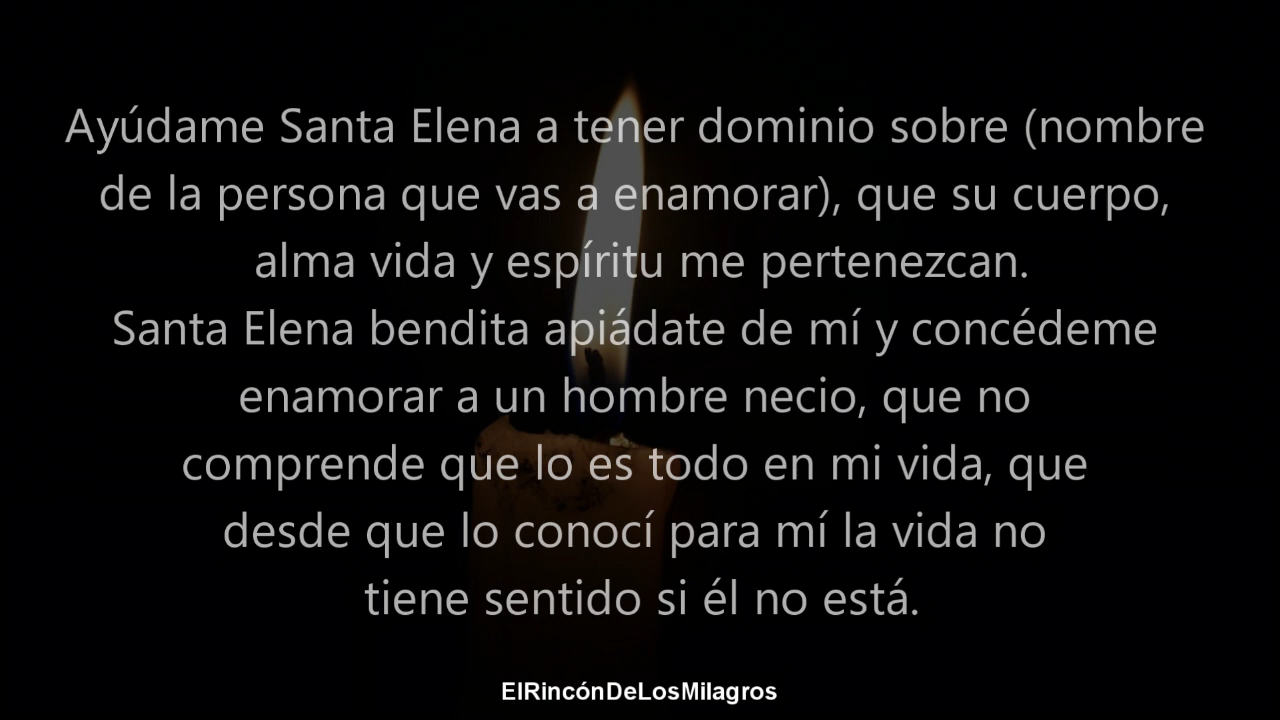 Ayúdame Santa Elena a tener dominio sobre (nombre
de la persona que vas a enamorar), que su cuerpo,
alma vida y espíritu me pertenezcan.
Santa Elena bendita apiádate de mí y concédeme
enamorar a un hombre necio, que no
comprende que lo es todo en mi vida, que
desde que lo conocí para mí la vida no
tiene sentido si él no está.
ElRincónDeLosMilagros